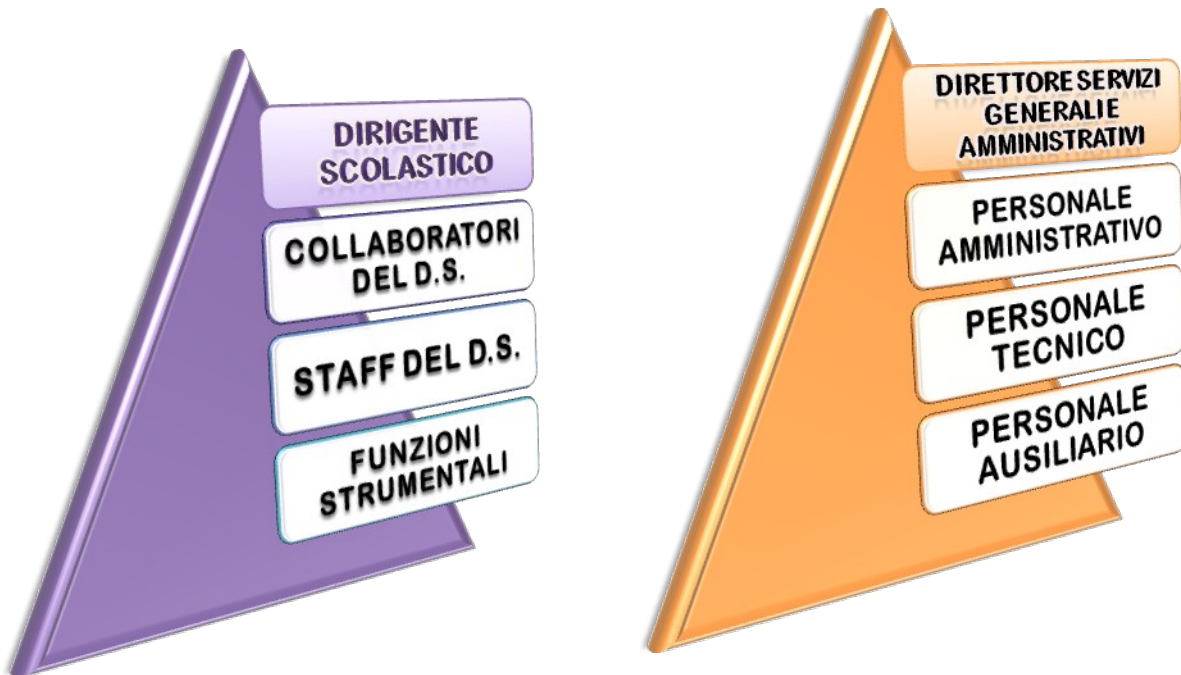 DIRIGENTE
SCOLASTICO
COLLABORATORI
DEL D.S.
STAFF DEL D.S.
FUNZIONI
STRUMENTALI
DIRETTORE SERVIZI
GENERALI E
AMMINISTRATIVI
PERSONALE
AMMINISTRATIVO
PERSONALE
TECNICO
PERSONALE
AUSILIARIO